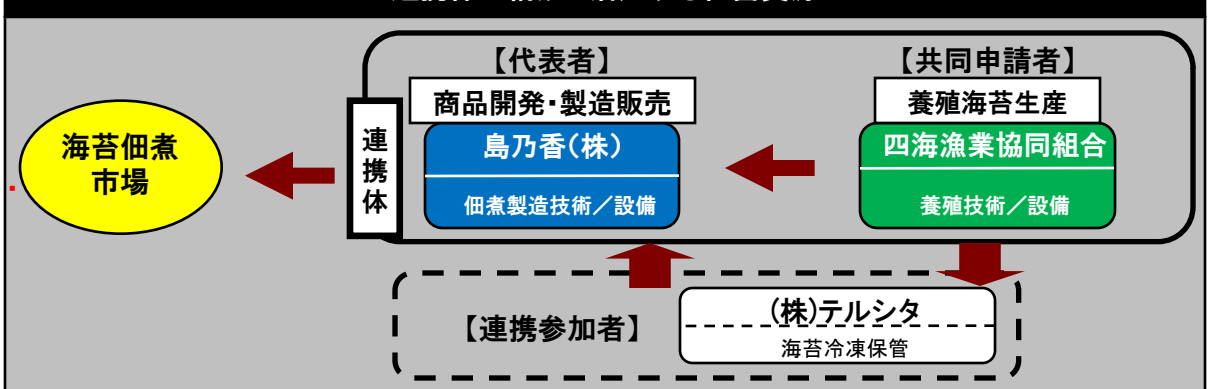 【代表者】
【共同申請者】
商品開発・製造販売
養殖海苔生産
海苔佃煮
市場
連携体
島乃香(株)
佃煮製造技術／設備
四海漁業協同組合
養殖技術／設備
【連携参加者】
(株)テルシタ
海苔冷凍保管